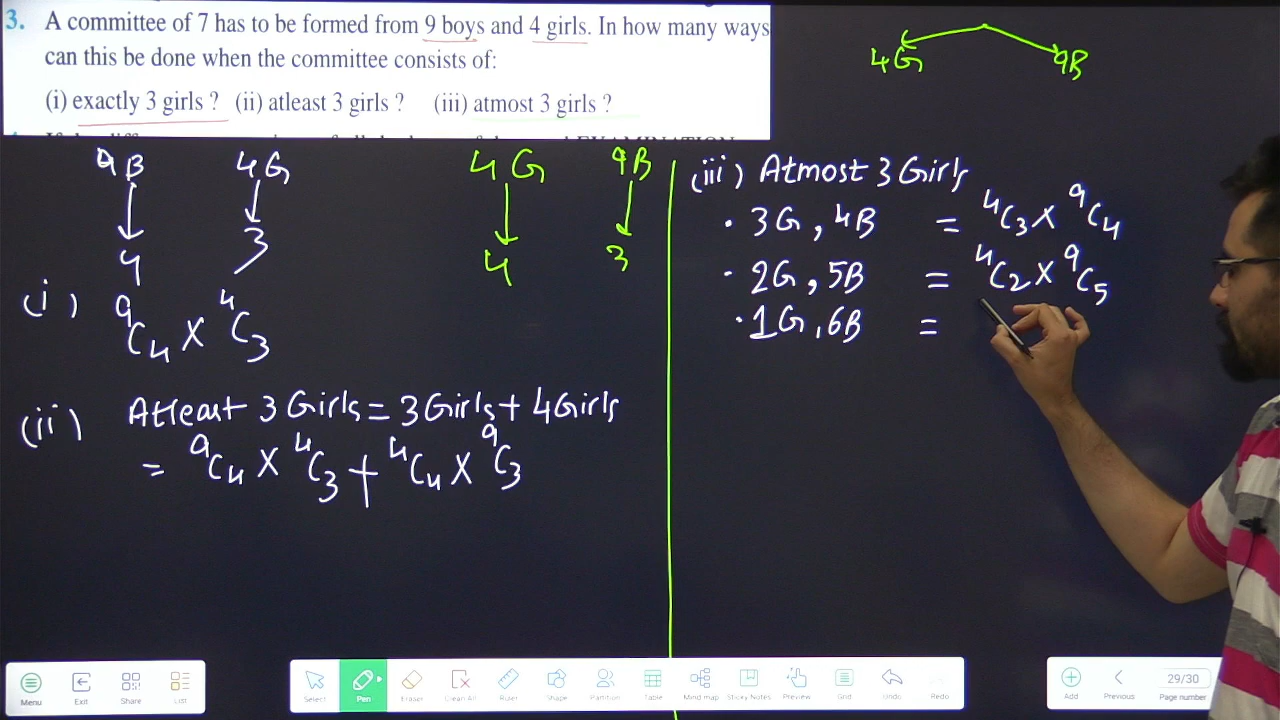 3. A committee of 7 has to be formed from 9 boys and 4 girls. In how many ways
can this be done when the committee consists of:
(i) exactly 3 girls ? (ii) atleast 3 girls ? (iii) atmost 3 girls ?
4G 9B
9B 4G
4 3
(i) ⁹C₄ × ⁴C₃
4G 9B
4 3
(ii) Atleast 3 Girls = 3 Girls + 4 Girls
= ⁹C₄ × ⁴C₃ + ⁴C₄ × ⁹C₃
(iii) Atmost 3 Girls
· 3G, 4B = ⁴C₃ × ⁹C₄
· 2G, 5B = ⁴C₂ × ⁹C₅
· 1G, 6B =
Menu Exit Share List
Select Pen Eraser Clean All Ruler Shape Partition Table Mind map Sticky Notes Preview Grid Undo Redo
Add Previous 29/30 Page number